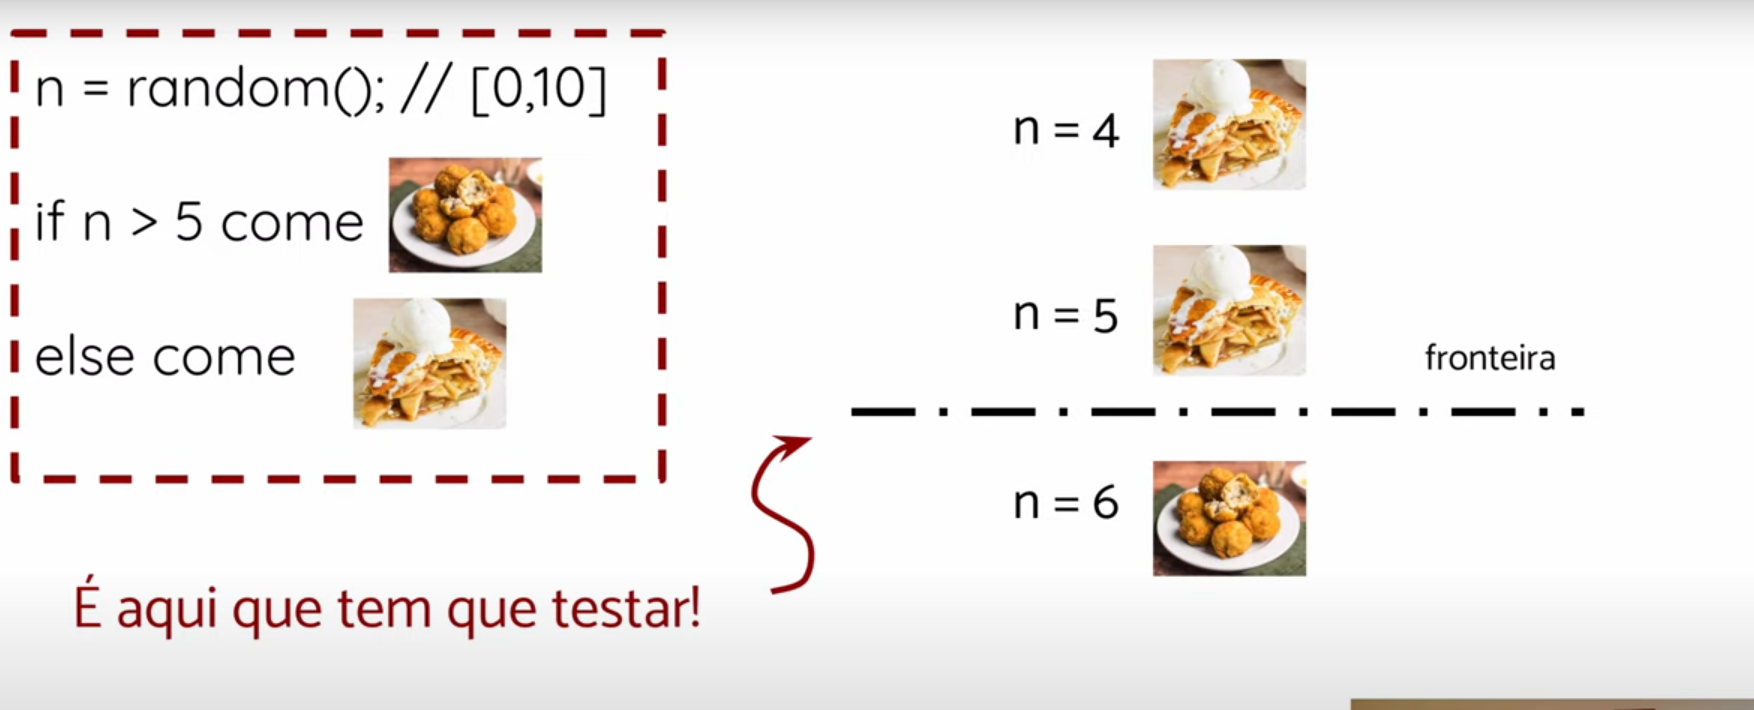 n = random(); // [0,10]
if n > 5 come
else come
É aqui que tem que testar!
n = 4
n = 5
fronteira
n = 6